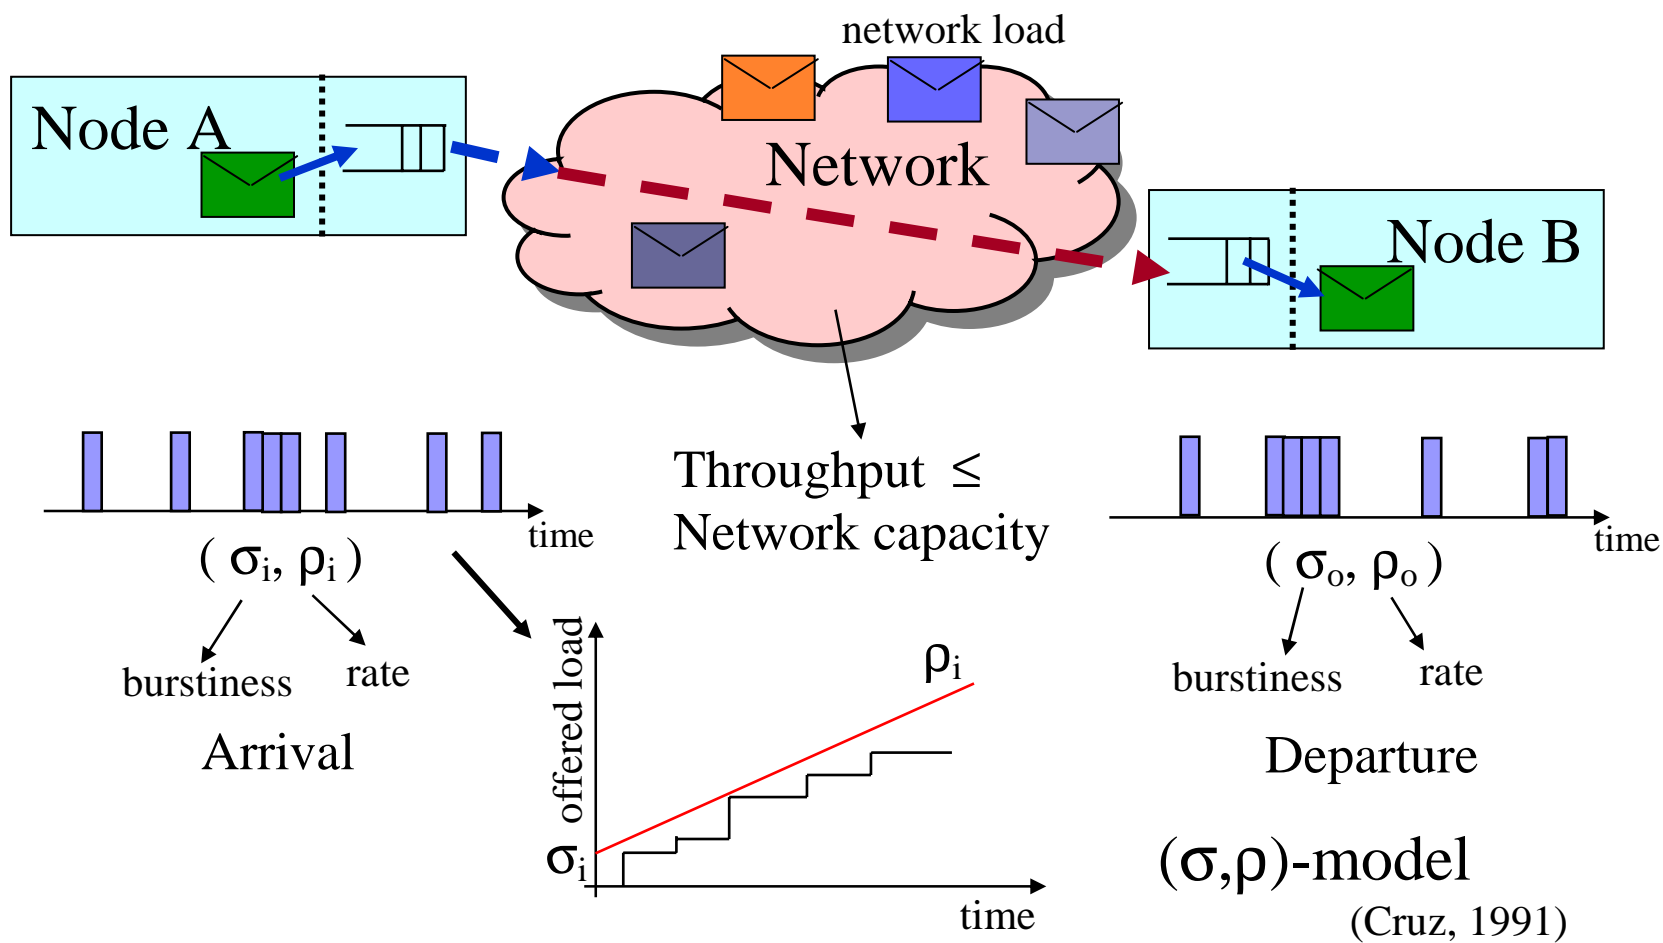 network load
Node A
Network
Node B
Throughput ≤
Network capacity
time
time
( σi, ρi )
( σo, ρo )
burstiness
rate
burstiness
rate
Arrival
Departure
offered load
ρi
σi
time
(σ,ρ)-model
(Cruz, 1991)